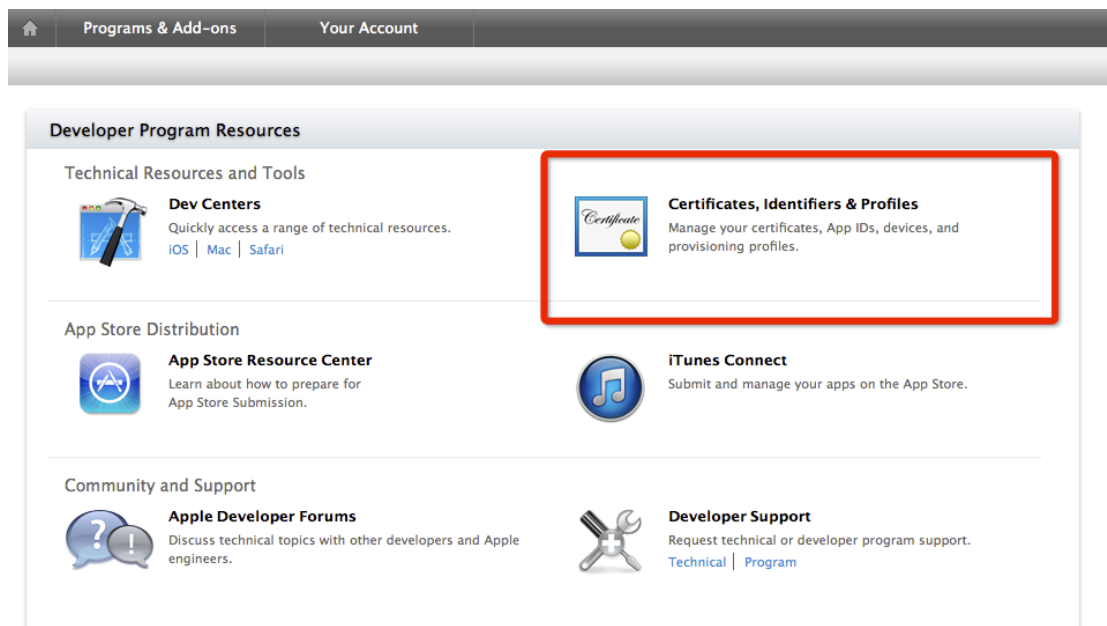 Programs & Add-ons
Your Account
Developer Program Resources
Technical Resources and Tools
Dev Centers
Quickly access a range of technical resources.
iOS | Mac | Safari
Certificate
Certificates, Identifiers & Profiles
Manage your certificates, App IDs, devices, and
provisioning profiles.
App Store Distribution
App Store Resource Center
Learn about how to prepare for
App Store Submission.
iTunes Connect
Submit and manage your apps on the App Store.
Community and Support
Apple Developer Forums
Discuss technical topics with other developers and Apple
engineers.
Developer Support
Request technical or developer program support.
Technical | Program